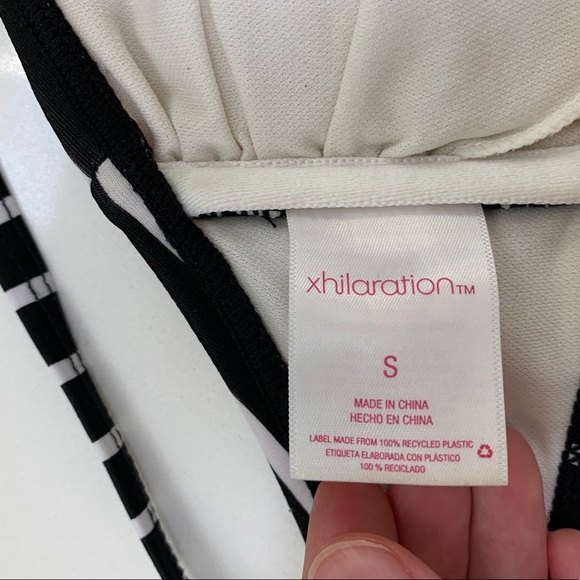 xhilaration™
S
MADE IN CHINA
HECHO EN CHINA
LABEL MADE FROM 100% RECYCLED PLASTIC
ETIQUETA ELABORADA CON PLÁSTICO
100 % RECICLADO